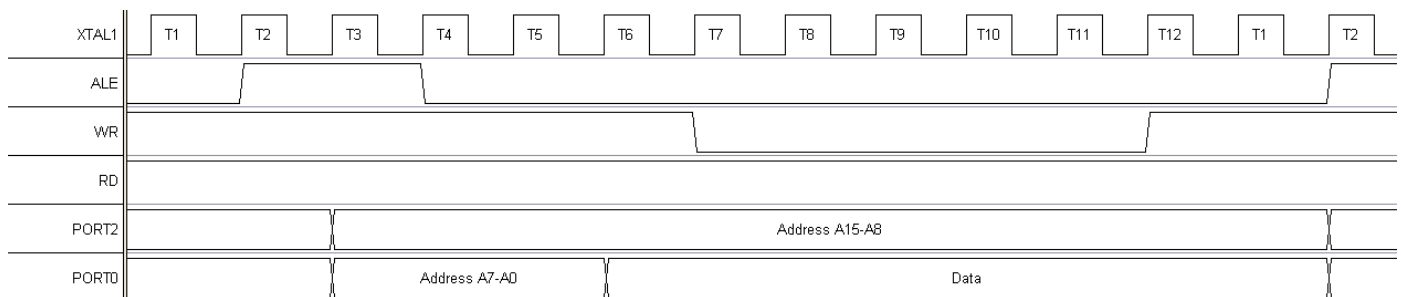 XTAL1 T1 T2 T3 T4 T5 T6 T7 T8 T9 T10 T11 T12 T1 T2
ALE
WR
RD
PORT2 Address A15-A8
PORT0 Address A7-A0 Data